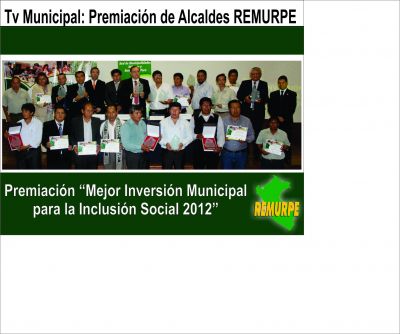 Tv Municipal: Premiación de Alcaldes REMURPE
Premiación “Mejor Inversión Municipal
para la Inclusión Social 2012”
REMURPE